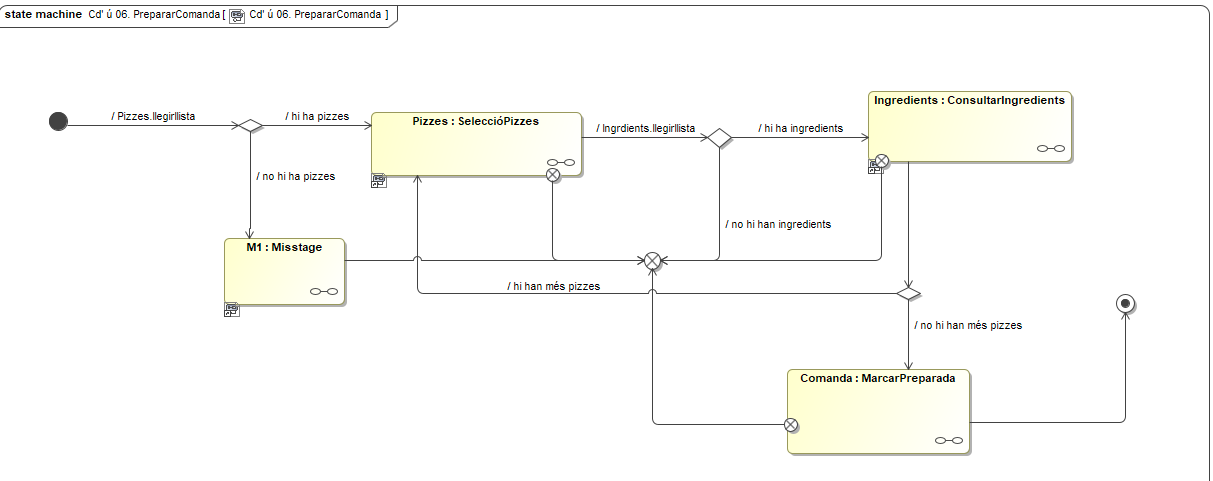 state machine Cd' ú 06. PrepararComanda [ Cd' ú 06. PrepararComanda ]
/ Pizzes.llegirllista
/ hi ha pizzes
Pizzes : SeleccióPizzes
/ Ingrdients.llegirllista
/ hi ha ingredients
Ingredients : ConsultarIngredients
/ no hi ha pizzes
/ no hi han ingredients
M1 : Misstage
/ hi han més pizzes
/ no hi han més pizzes
Comanda : MarcarPreparada